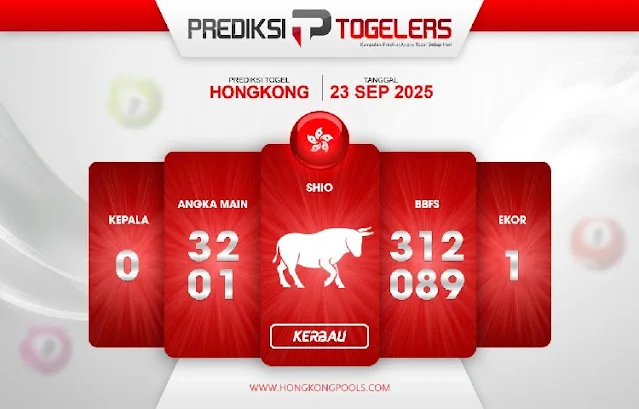 PREDIKSI TP TOGELERS
Kumpulan Prediksi Angka Togel Setiap Hari
PREDIKSI TOGEL
HONGKONG
TANGGAL
23 SEP 2025
KEPALA
0
ANGKA MAIN
32
01
SHIO
KERBAU
BBFS
312
089
EKOR
1
WWW.HONGKONGPOOLS.COM